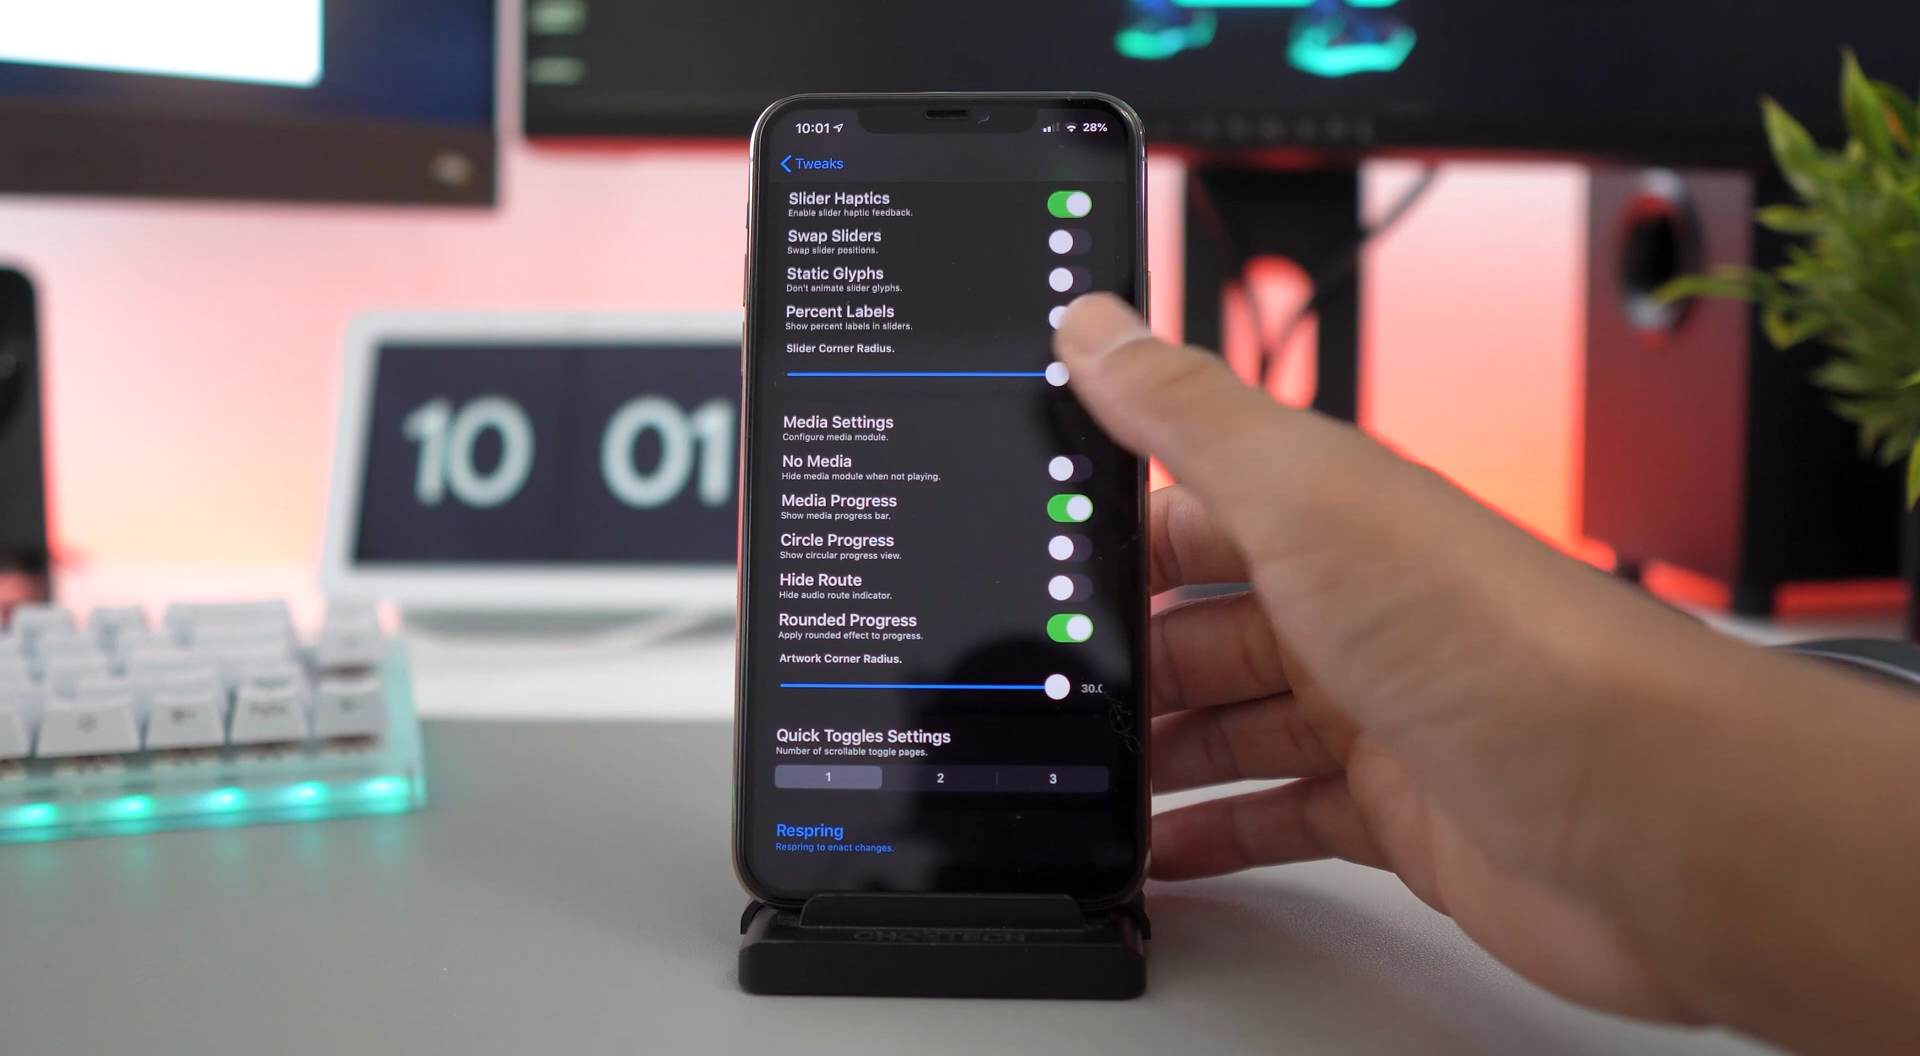 10:01
28%
Tweaks
Slider Haptics
Enable slider haptic feedback.
Swap Sliders
Swap slider positions.
Static Glyphs
Don't animate slider glyphs.
Percent Labels
Show percent labels in sliders.
Slider Corner Radius.
10 01
Media Settings
Configure media module.
No Media
Hide media module when not playing.
Media Progress
Show media progress bar.
Circle Progress
Show circular progress view.
Hide Route
Hide audio route indicator.
Rounded Progress
Apply rounded effect to progress.
Artwork Corner Radius.
30.0
Quick Toggles Settings
Number of scrollable toggle pages.
1 2 3
Respring
Respring to enact changes.
CHOETECH